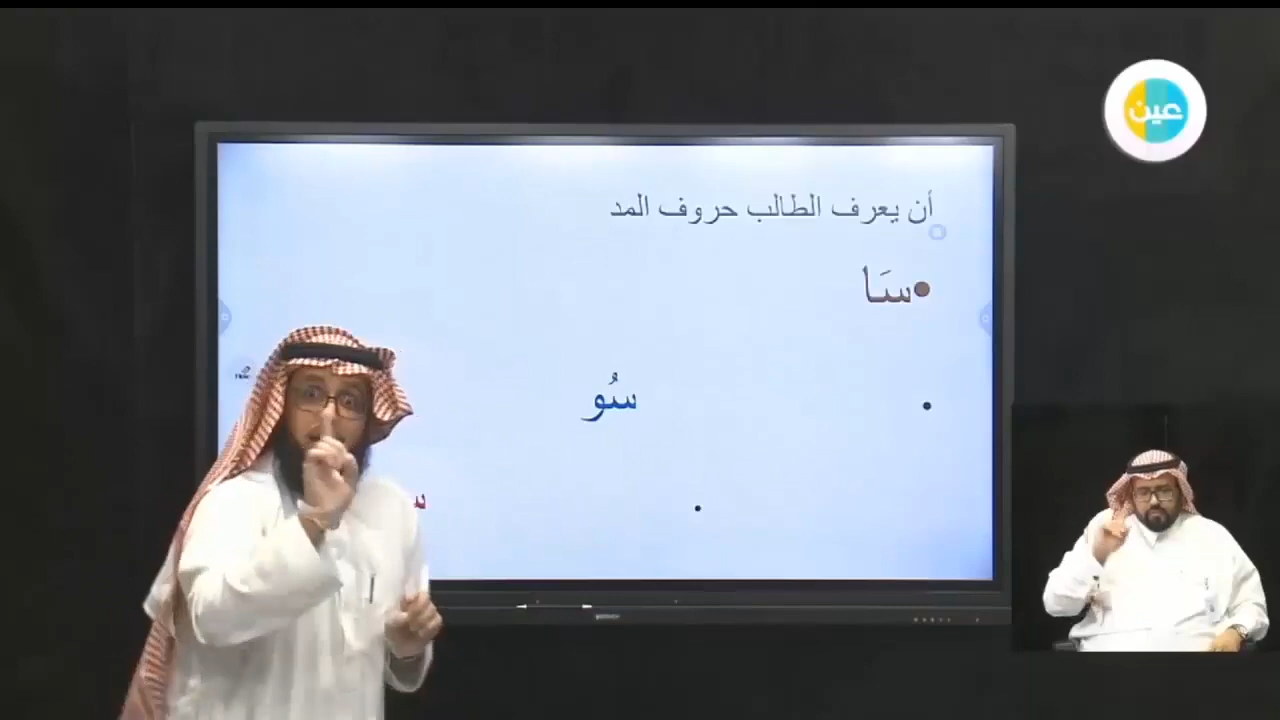 عين
أن يعرف الطالب حروف المد
سَا
سُو